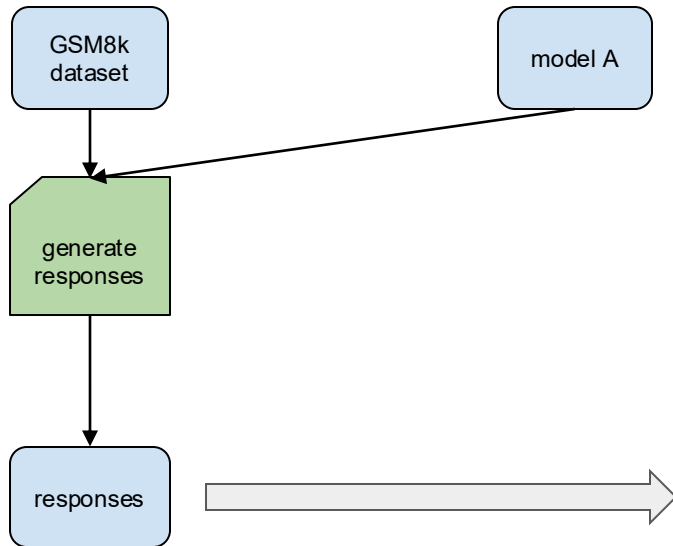 GSM8k
dataset
model A
generate
responses
responses